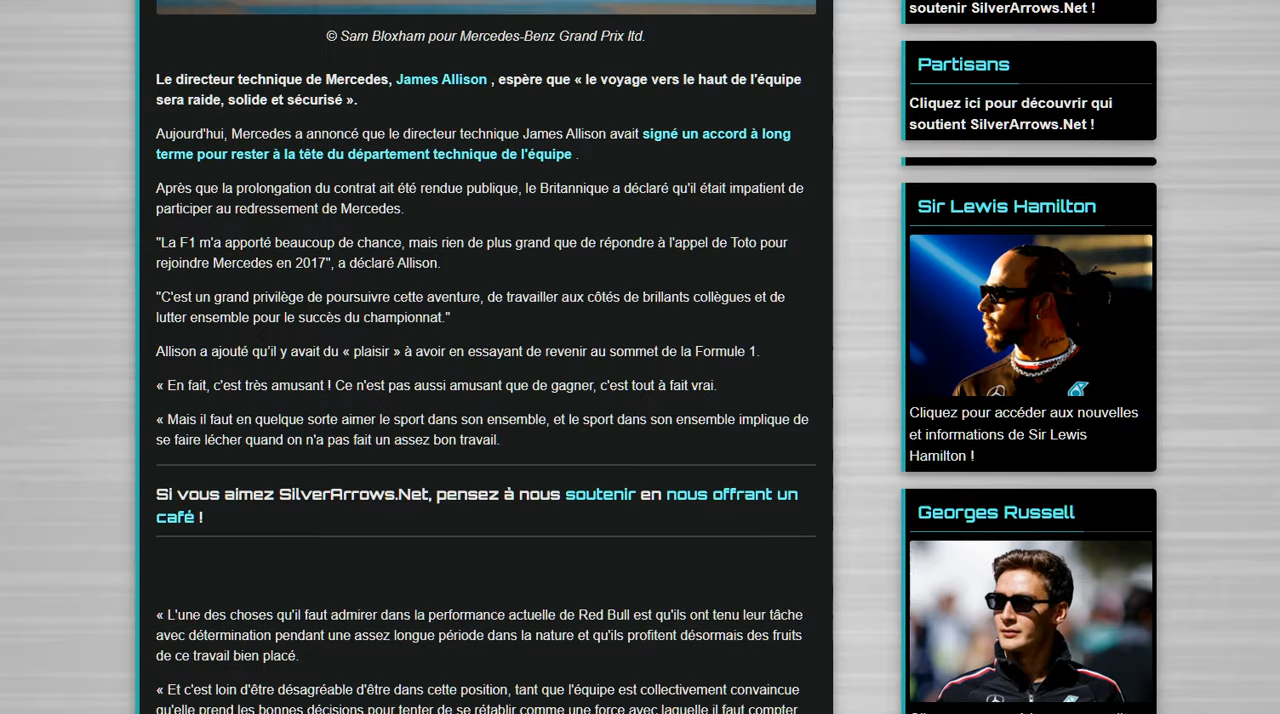 © Sam Bloxham pour Mercedes-Benz Grand Prix ltd.
Le directeur technique de Mercedes, James Allison , espère que « le voyage vers le haut de l'équipe
sera raide, solide et sécurisé ».
Aujourd'hui, Mercedes a annoncé que le directeur technique James Allison avait signé un accord à long
terme pour rester à la tête du département technique de l'équipe .
Après que la prolongation du contrat ait été rendue publique, le Britannique a déclaré qu'il était impatient de
participer au redressement de Mercedes.
"La F1 m'a apporté beaucoup de chance, mais rien de plus grand que de répondre à l'appel de Toto pour
rejoindre Mercedes en 2017", a déclaré Allison.
"C'est un grand privilège de poursuivre cette aventure, de travailler aux côtés de brillants collègues et de
lutter ensemble pour le succès du championnat."
Allison a ajouté qu'il y avait du « plaisir » à avoir en essayant de revenir au sommet de la Formule 1.
« En fait, c'est très amusant ! Ce n'est pas aussi amusant que de gagner, c'est tout à fait vrai.
« Mais il faut en quelque sorte aimer le sport dans son ensemble, et le sport dans son ensemble implique de
se faire lécher quand on n'a pas fait un assez bon travail.
Si vous aimez SilverArrows.Net, pensez à nous soutenir en nous offrant un
café !
« L'une des choses qu'il faut admirer dans la performance actuelle de Red Bull est qu'ils ont tenu leur tâche
avec détermination pendant une assez longue période dans la nature et qu'ils profitent désormais des fruits
de ce travail bien placé.
« Et c'est loin d'être désagréable d'être dans cette position, tant que l'équipe est collectivement convaincue
qu'elle prend les bonnes décisions pour tenter de se rétablir comme une force avec laquelle il faut compter
soutenir SilverArrows.Net !
Partisans
Cliquez ici pour découvrir qui
soutient SilverArrows.Net !
Sir Lewis Hamilton
Cliquez pour accéder aux nouvelles
et informations de Sir Lewis
Hamilton !
Georges Russell